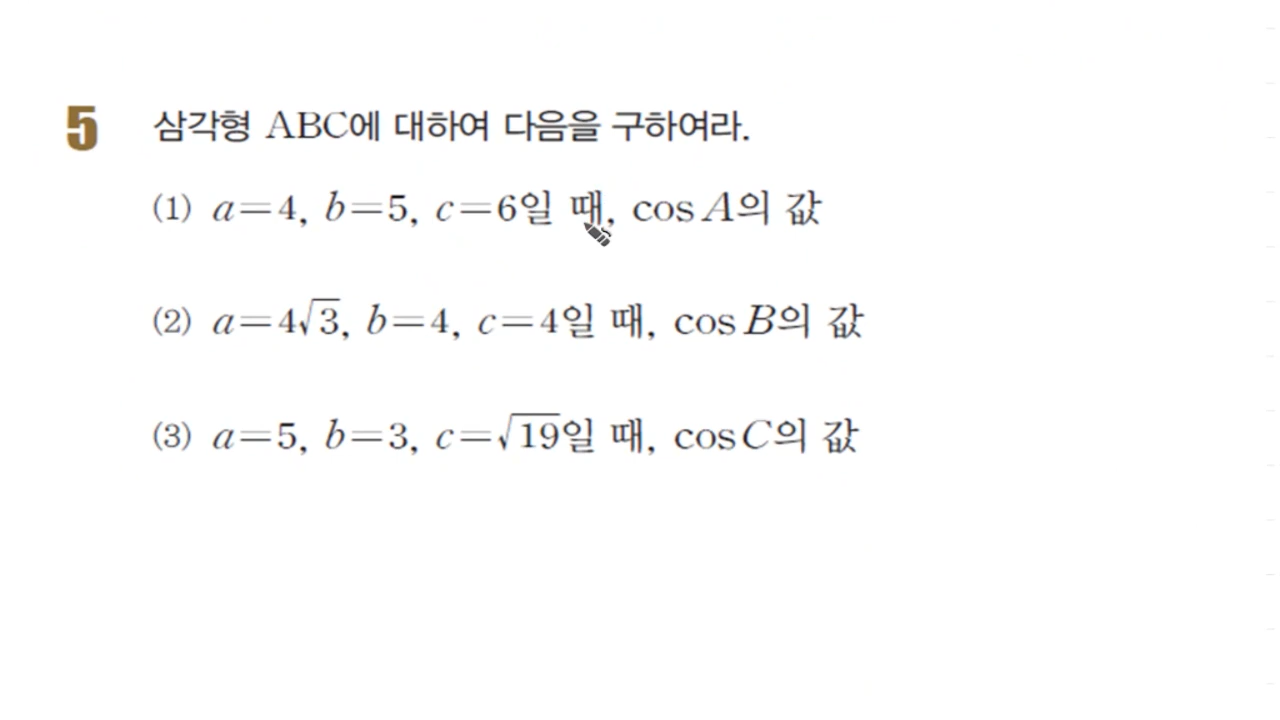 5 삼각형 ABC에 대하여 다음을 구하여라.
(1) a=4, b=5, c=6일 때, cos A의 값
(2) a=4√3, b=4, c=4일 때, cos B의 값
(3) a=5, b=3, c=√19일 때, cos C의 값